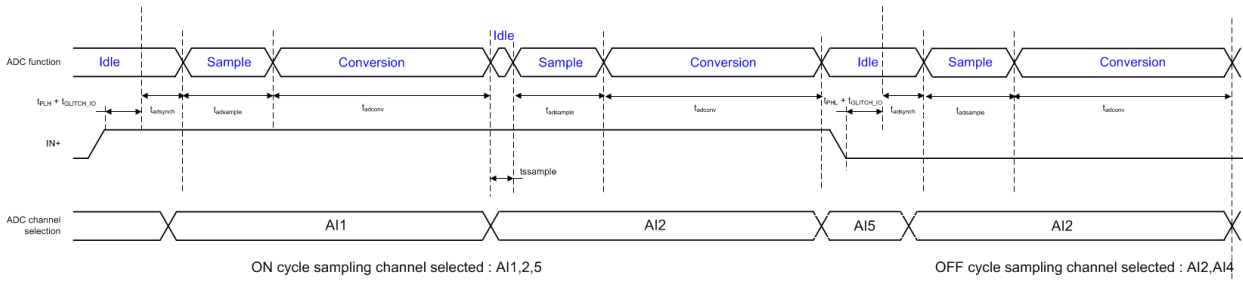 Idle
ADC function
Idle
Sample
Conversion
Sample
Conversion
Idle
Sample
Conversion
tPLH + tGLITCH_IO
tadsynch
tadsample
tadconv
tadsample
tadconv
tPHL + tGLITCH_IO
tadsynch
tadsample
tadconv
IN+
tssample
ADC channel
selection
AI1
AI2
AI5
AI2
ON cycle sampling channel selected : AI1,2,5
OFF cycle sampling channel selected : AI2,AI4